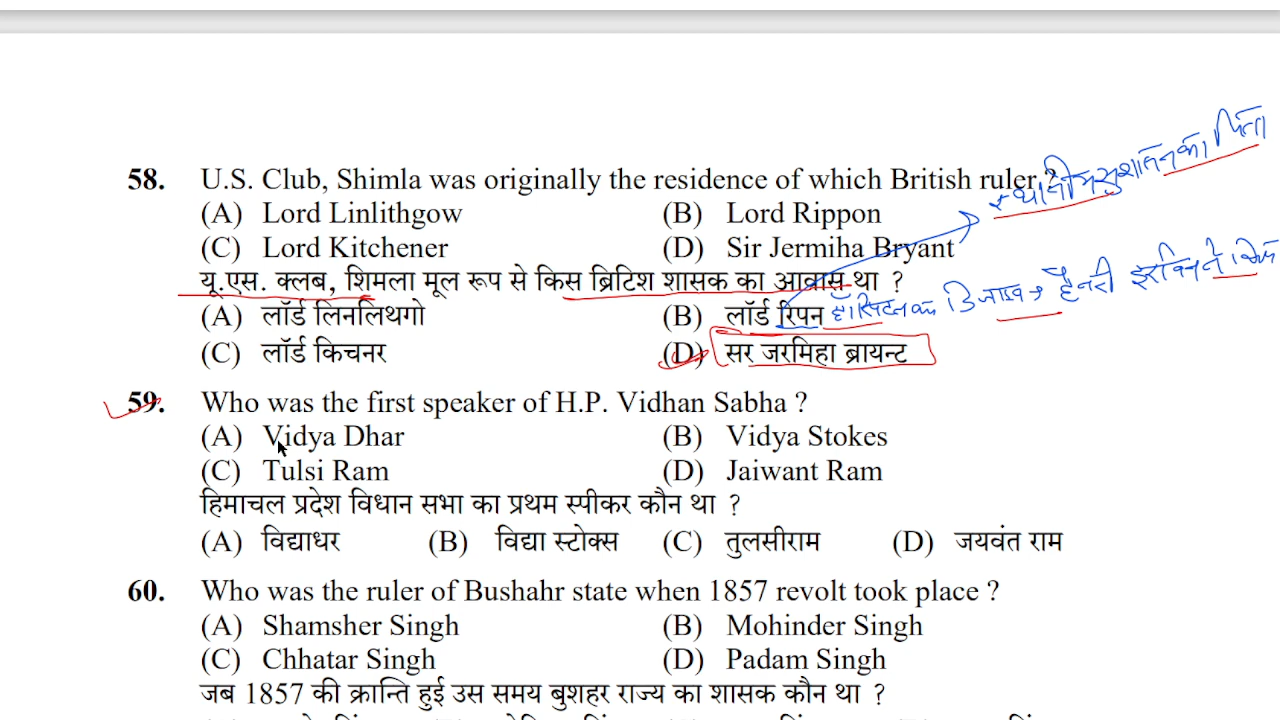 58. U.S. Club, Shimla was originally the residence of which British ruler ?
(A) Lord Linlithgow (B) Lord Rippon
(C) Lord Kitchener (D) Sir Jermiha Bryant
यू.एस. क्लब, शिमला मूल रूप से किस ब्रिटिश शासक का आवास था ?
(A) लॉर्ड लिनलिथगो (B) लॉर्ड रिपन
(C) लॉर्ड किचनर (D) सर जरमिहा ब्रायन्ट
स्थानीय सुशासन का पिता
डिजाइन → हैनरी इरविन ने किया
59. Who was the first speaker of H.P. Vidhan Sabha ?
(A) Vidya Dhar (B) Vidya Stokes
(C) Tulsi Ram (D) Jaiwant Ram
हिमाचल प्रदेश विधान सभा का प्रथम स्पीकर कौन था ?
(A) विद्याधर (B) विद्या स्टोक्स (C) तुलसीराम (D) जयवंत राम
60. Who was the ruler of Bushahr state when 1857 revolt took place ?
(A) Shamsher Singh (B) Mohinder Singh
(C) Chhatar Singh (D) Padam Singh
जब 1857 की क्रान्ति हुई उस समय बुशहर राज्य का शासक कौन था ?